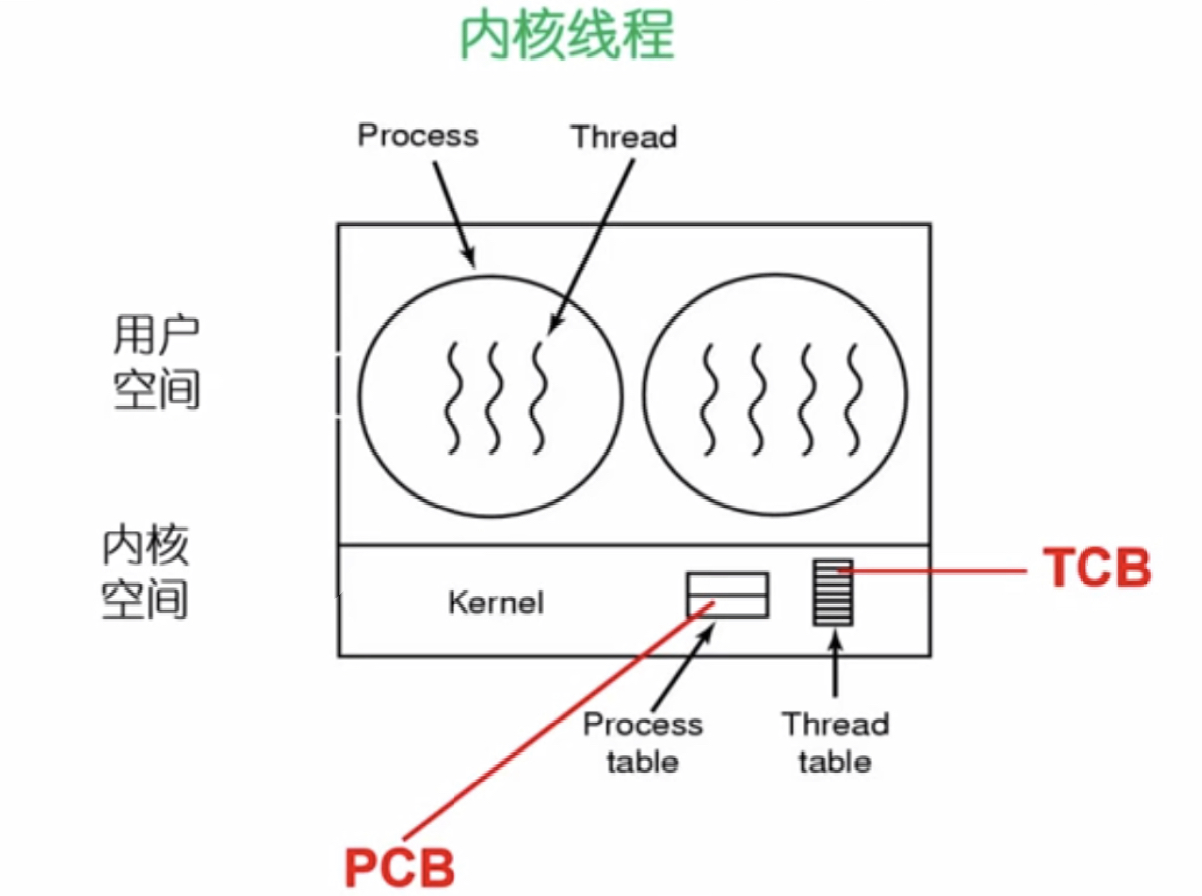 内核线程
Process
Thread
用户
空间
内核
空间
Kernel
TCB
Process
table
Thread
table
PCB